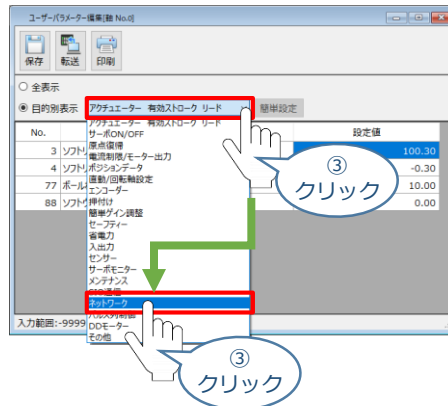 ユーザーパラメーター編集[軸 No.0]
保存 転送 印刷
全表示
目的別表示 アクチュエーター 有効ストローク リード 簡単設定
No. 設定値
3 ソフトリ 100.30
4 ソフトリ -0.30
77 ボール -10.00
88 ソフトウ 0.00
アクチュエーター 有効ストローク リード
サーボON/OFF
原点復帰
電流制限/モーター出力
ポジションデータ
直動/回転軸設定
エンコーダー
押付け
簡単ゲイン調整
セーフティー
省電力
入出力
センサー
サーボモニター
メンテナンス
ネットワーク
パルス列制御
DDモーター
その他
入力範囲:-9999
③
クリック
③
クリック